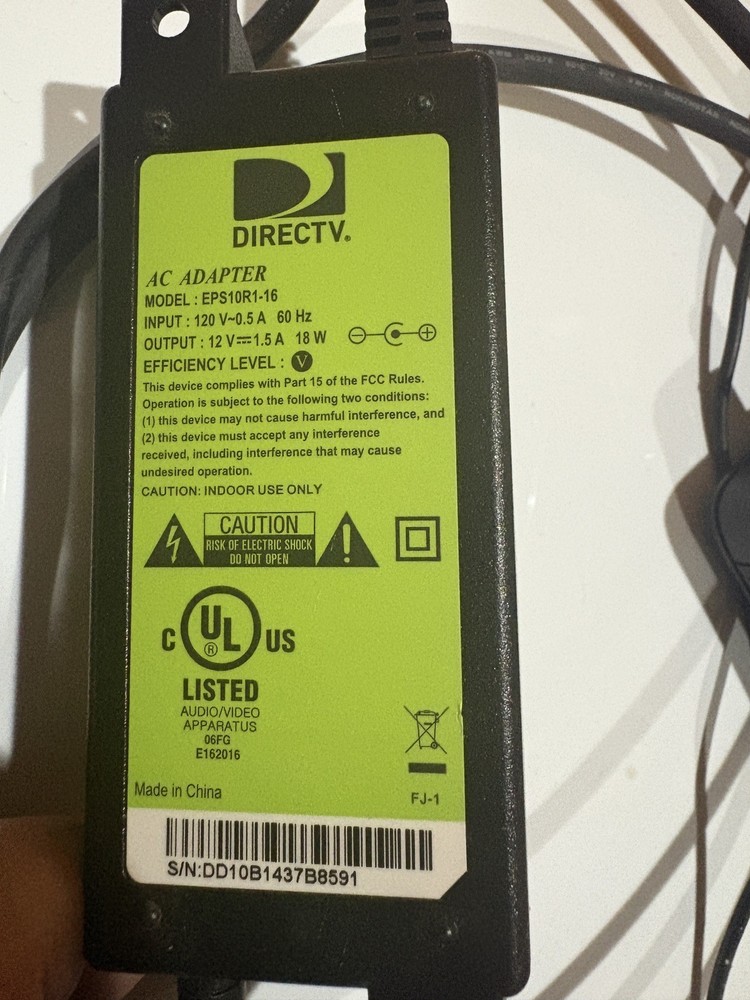 DIRECTV®
AC ADAPTER
MODEL : EPS10R1-16
INPUT : 120 V~0.5 A 60 Hz
OUTPUT : 12 V⎓1.5 A 18 W
EFFICIENCY LEVEL : V
This device complies with Part 15 of the FCC Rules.
Operation is subject to the following two conditions:
(1) this device may not cause harmful interference, and
(2) this device must accept any interference
received, including interference that may cause
undesired operation.
CAUTION: INDOOR USE ONLY
CAUTION
RISK OF ELECTRIC SHOCK
DO NOT OPEN
C UL ® US
LISTED
AUDIO/VIDEO
APPARATUS
06FG
E162016
Made in China
FJ-1
S/N:DD10B1437B8591